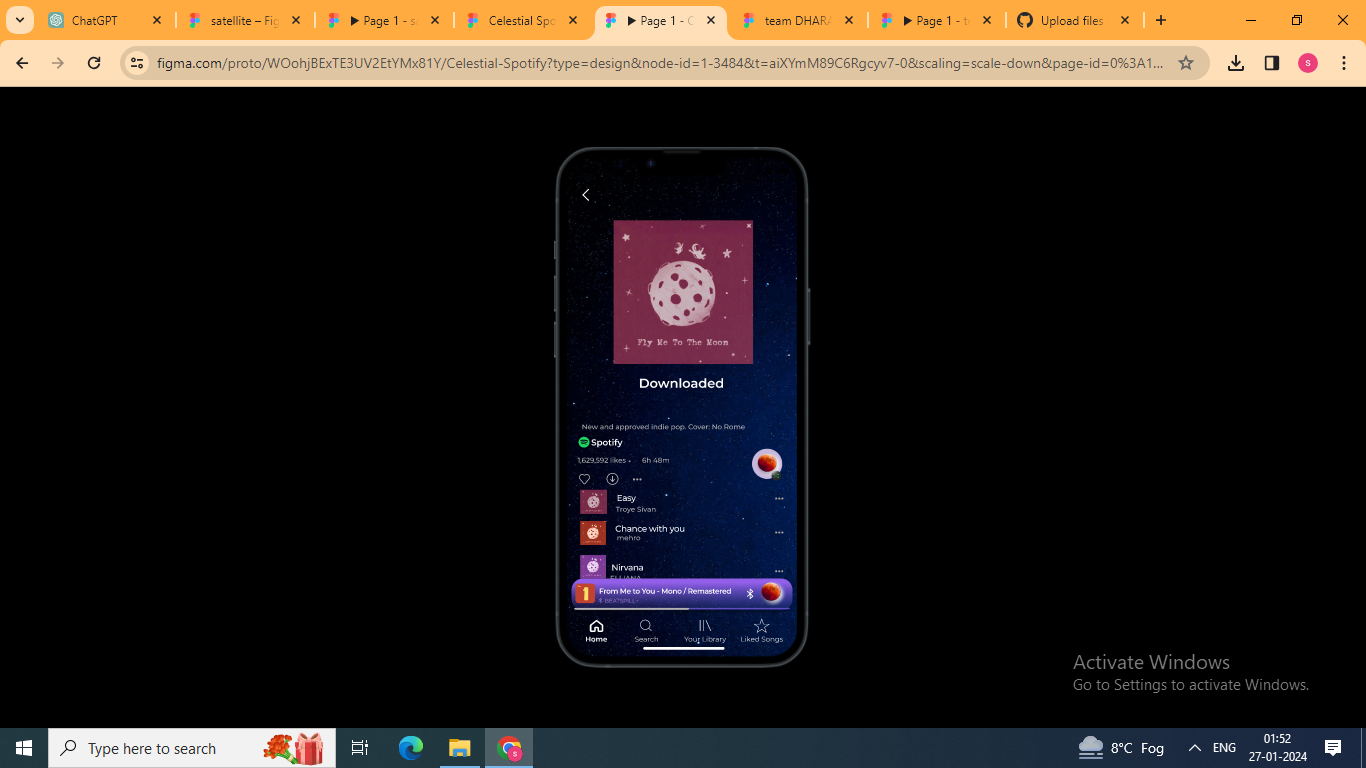 ChatGPT
satellite – Fig
Page 1 - s
Celestial Spo
Page 1 - C
team DHARA
Page 1 - t
Upload files
figma.com/proto/WOohjBExTE3UV2EtYMx81Y/Celestial-Spotify?type=design&node-id=1-3484&t=aiXYmM89C6Rgcyv7-0&scaling=scale-down&page-id=0%3A1...
S
Fly Me To The Moon
Downloaded
New and approved indie pop. Cover: No Rome
Spotify
1,629,592 likes • 6h 48m
Easy
Troye Sivan
Chance with you
mehro
Nirvana
1
From Me to You - Mono / Remastered
BEATSPILL+
Home Search Your Library Liked Songs
Activate Windows
Go to Settings to activate Windows.
Type here to search
8°C Fog
ENG
01:52
27-01-2024